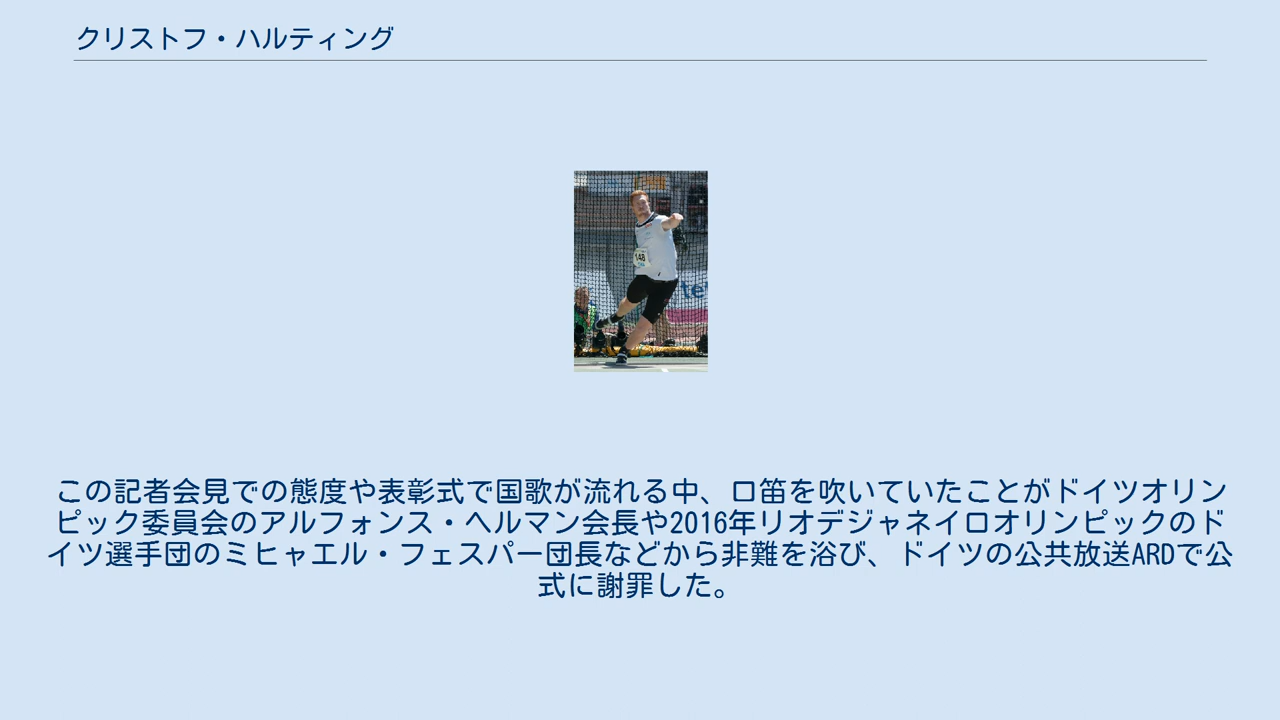 クリストフ・ハルティング
148
te
この記者会見での態度や表彰式で国歌が流れる中、口笛を吹いていたことがドイツオリン
ピック委員会のアルフォンス・ヘルマン会長や2016年リオデジャネイロオリンピックのド
イツ選手団のミヒャエル・フェスパー団長などから非難を浴び、ドイツの公共放送ARDで公
式に謝罪した。